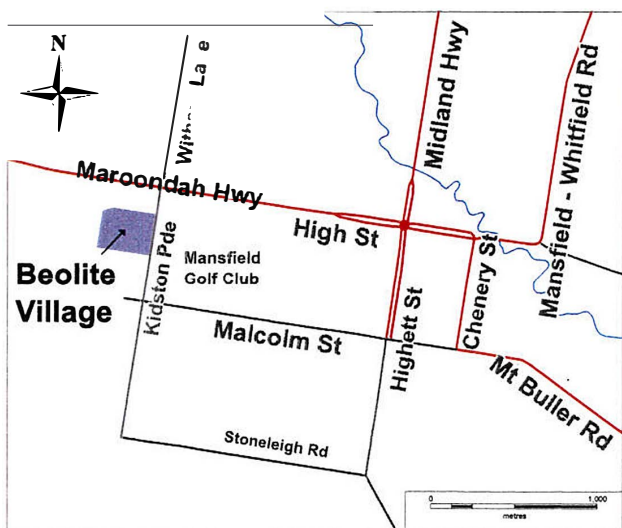 N
La e
Midland Hwy
Mansfield - Whitfield Rd
Maroondah Hwy
High St
Chenery St
Kidston Pde
Mansfield
Golf Club
Beolite
Village
Malcolm St
Highett St
Mt Buller Rd
Stoneleigh Rd
0
1,000
metres